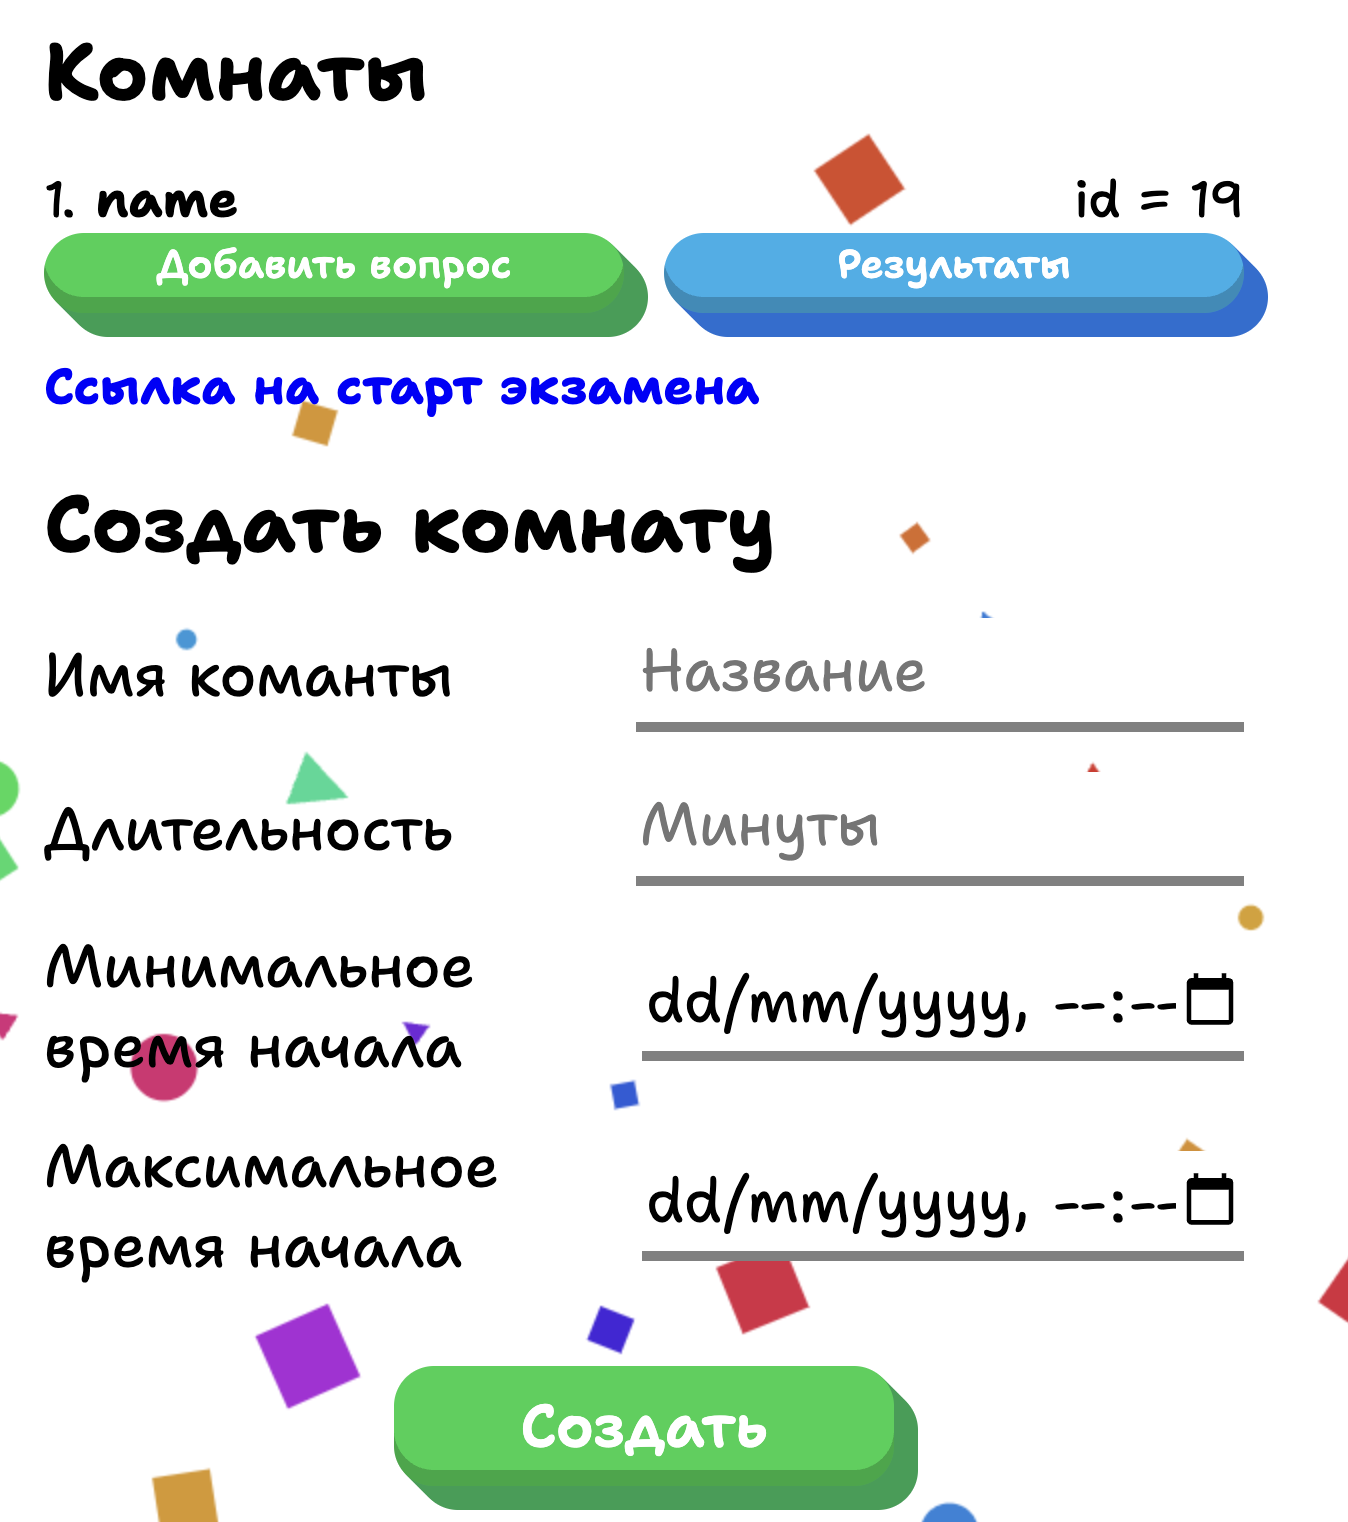 Комнаты
1. name id = 19
Добавить вопрос Результаты
Ссылка на старт экзамена
Создать комнату
Имя команты Название
Длительность Минуты
Минимальное
время начала
dd/mm/yyyy, --:--
Максимальное
время начала
dd/mm/yyyy, --:--
Создать